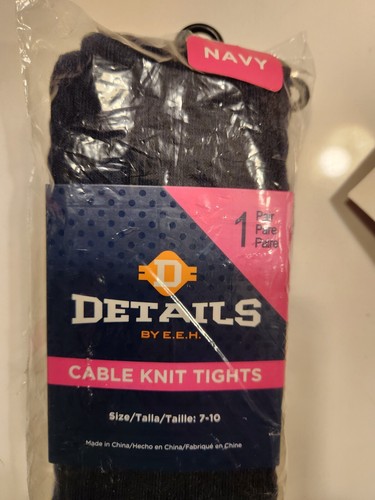 NAVY
1 Pair
Pare
Paire
D
DETAILS
BY E.E.H.
CABLE KNIT TIGHTS
Size/Talla/Taille: 7-10
Made in China/Hecho en China/Fabriqué en Chine